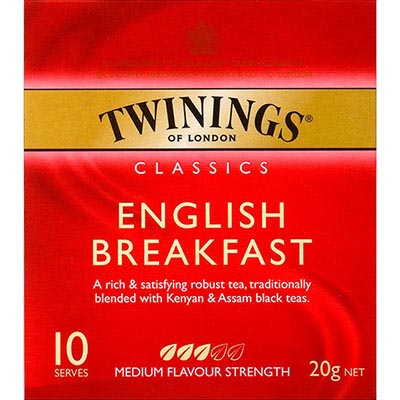 TWININGS®
OF LONDON
CLASSICS
ENGLISH
BREAKFAST
A rich & satisfying robust tea, traditionally
blended with Kenyan & Assam black teas.
10
SERVES
MEDIUM FLAVOUR STRENGTH
20g NET